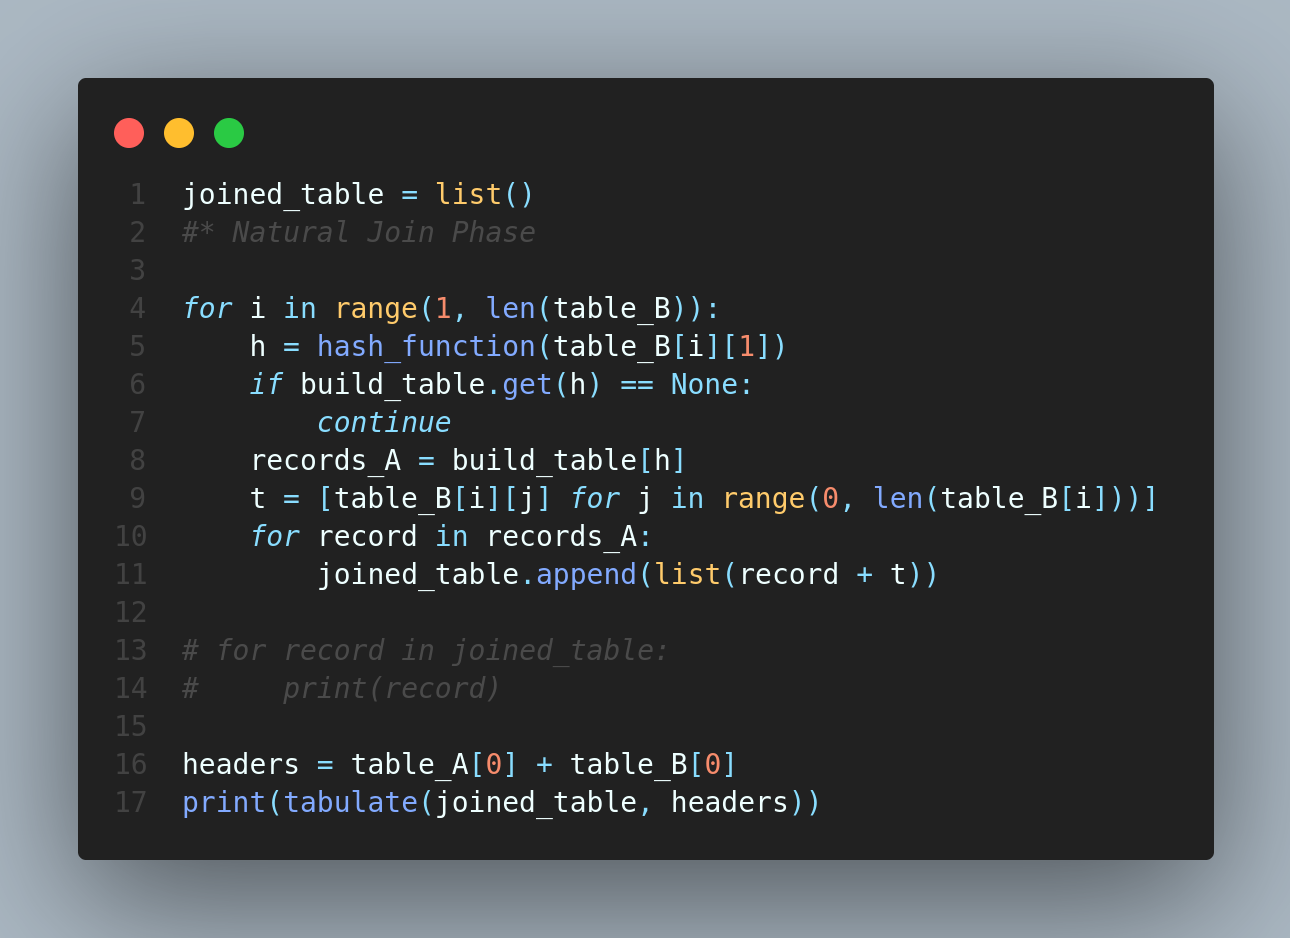 1 joined_table = list()
2 #* Natural Join Phase
3
4 for i in range(1, len(table_B)):
5     h = hash_function(table_B[i][1])
6     if build_table.get(h) == None:
7         continue
8     records_A = build_table[h]
9     t = [table_B[i][j] for j in range(0, len(table_B[i]))]
10     for record in records_A:
11         joined_table.append(list(record + t))
12
13 # for record in joined_table:
14 #     print(record)
15
16 headers = table_A[0] + table_B[0]
17 print(tabulate(joined_table, headers))